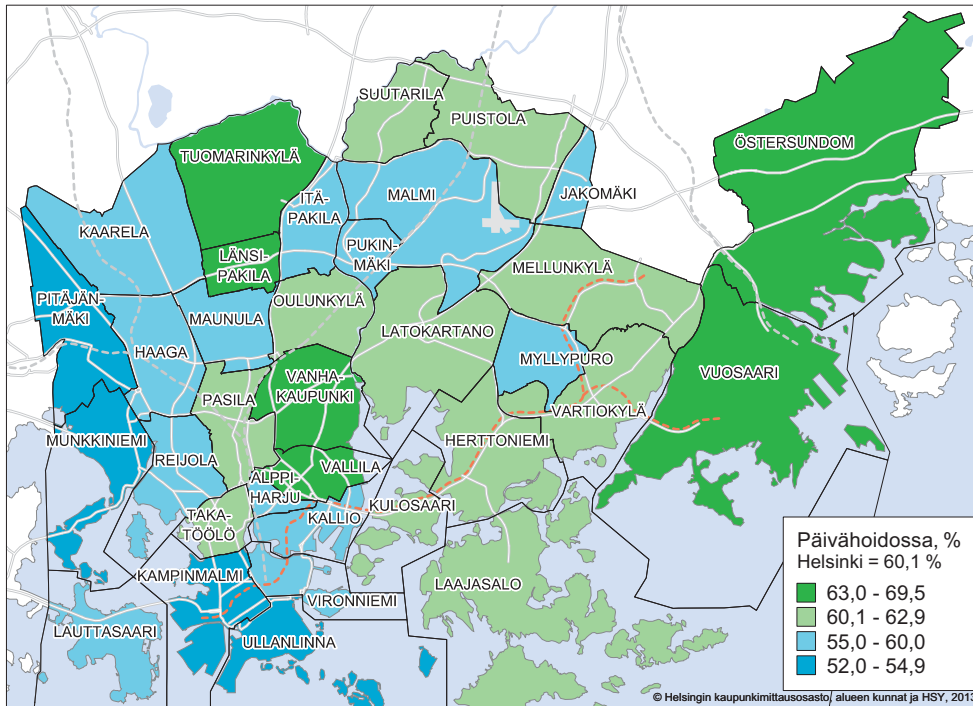 SUUTARILA
PUISTOLA
ÖSTERSUNDOM
TUOMARINKYLÄ
ITÄ-
PAKILA
MALMI
JAKOMÄKI
KAARELA
LÄNSI-
PAKILA
PUKIN-
MÄKI
MELLUNKYLÄ
PITÄJÄN-
MÄKI
MAUNULA
OULUNKYLÄ
LATOKARTANO
HAAGA
MYLLYPURO
VUOSAARI
PASILA
VANHA-
KAUPUNKI
VARTIOKYLÄ
MUNKKINIEMI
REIJOLA
HERTTONIEMI
ALPPI-
HARJU
VALLILA
KULOSAARI
TAKA-
TÖÖLÖ
KALLIO
KAMPINMALMI
VIRONNIEMI
LAAJASALO
LAUTTASAARI
ULLANLINNA
Päivähoidossa, %
Helsinki = 60,1 %
63,0 - 69,5
60,1 - 62,9
55,0 - 60,0
52,0 - 54,9
© Helsingin kaupunkimittausosasto, alueen kunnat ja HSY, 2013